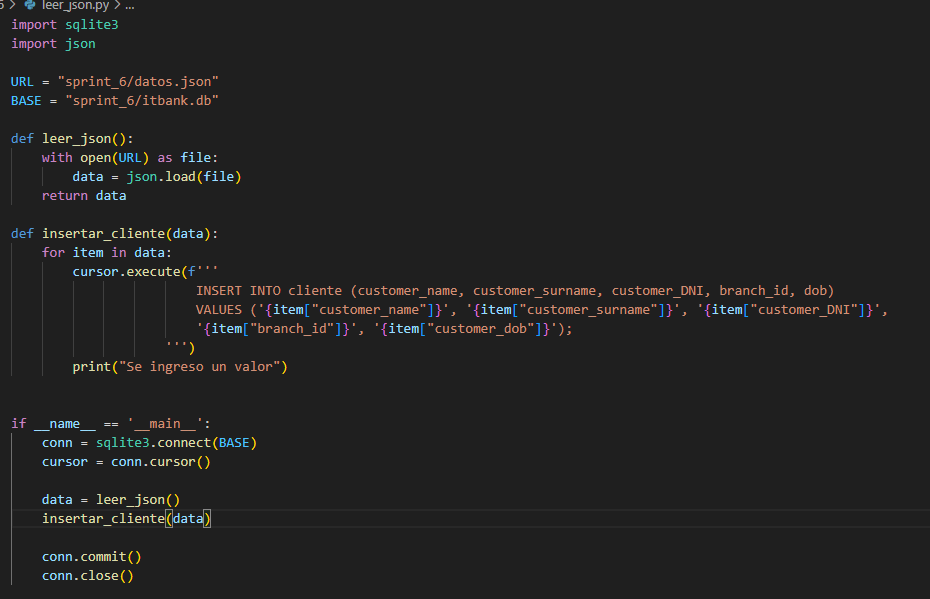 6 > leer_json.py > ...
import sqlite3
import json
URL = "sprint_6/datos.json"
BASE = "sprint_6/itbank.db"
def leer_json():
    with open(URL) as file:
        data = json.load(file)
    return data
def insertar_cliente(data):
    for item in data:
        cursor.execute(f'''
                        INSERT INTO cliente (customer_name, customer_surname, customer_DNI, branch_id, dob)
                        VALUES ('{item["customer_name"]}', '{item["customer_surname"]}', '{item["customer_DNI"]}',
                        '{item["branch_id"]}', '{item["customer_dob"]}');
                    ''')
        print("Se ingreso un valor")
if __name__ == '__main__':
    conn = sqlite3.connect(BASE)
    cursor = conn.cursor()
    data = leer_json()
    insertar_cliente(data)
    conn.commit()
    conn.close()